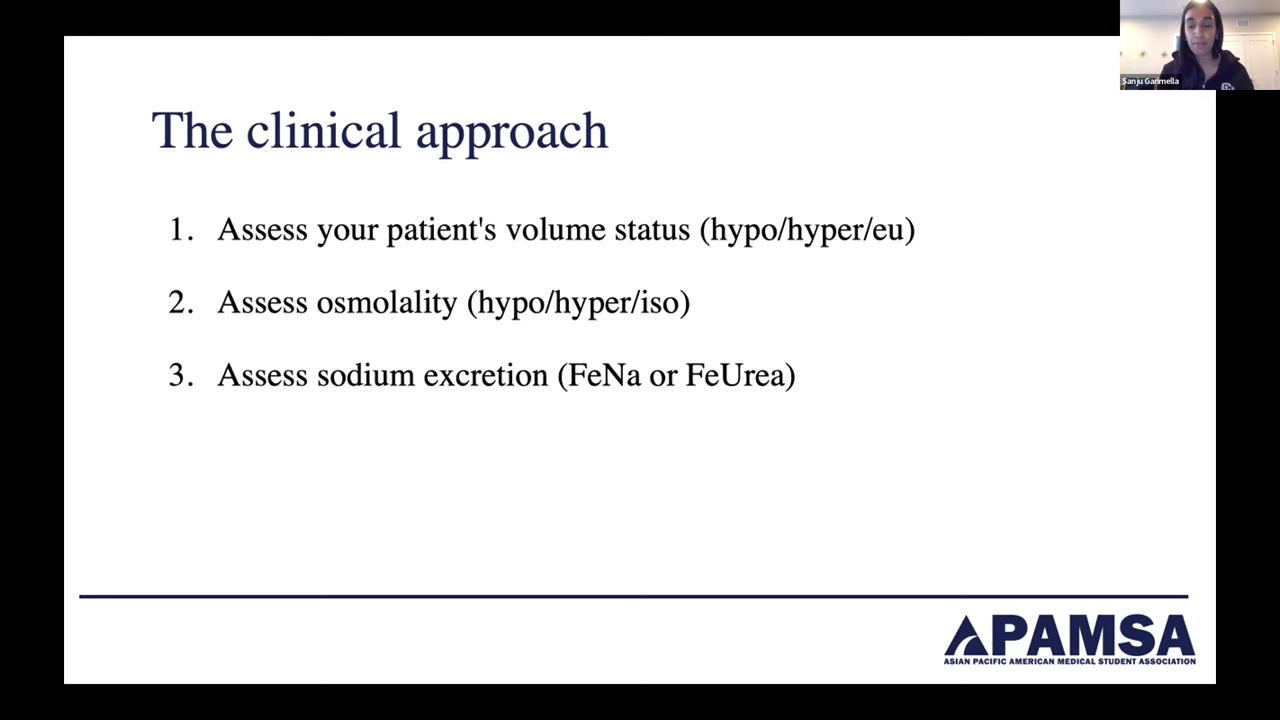 Sanju Garimella
The clinical approach
1. Assess your patient's volume status (hypo/hyper/eu)
2. Assess osmolality (hypo/hyper/iso)
3. Assess sodium excretion (FeNa or FeUrea)
APAMSA
ASIAN PACIFIC AMERICAN MEDICAL STUDENT ASSOCIATION